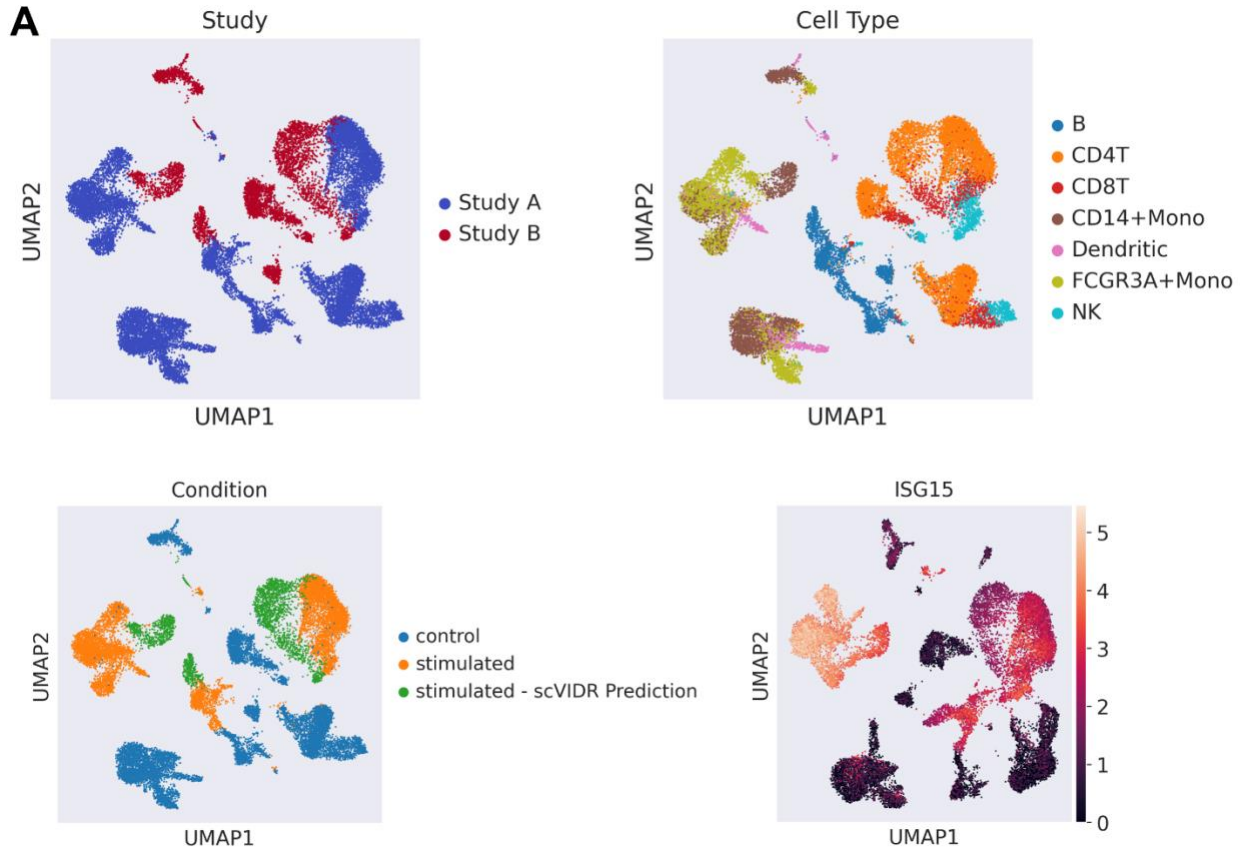 A
Study
UMAP2
UMAP1
Study A
Study B
Cell Type
UMAP2
UMAP1
B
CD4T
CD8T
CD14+Mono
Dendritic
FCGR3A+Mono
NK
Condition
UMAP2
UMAP1
control
stimulated
stimulated - scVIDR Prediction
ISG15
UMAP2
UMAP1
5
4
3
2
1
0